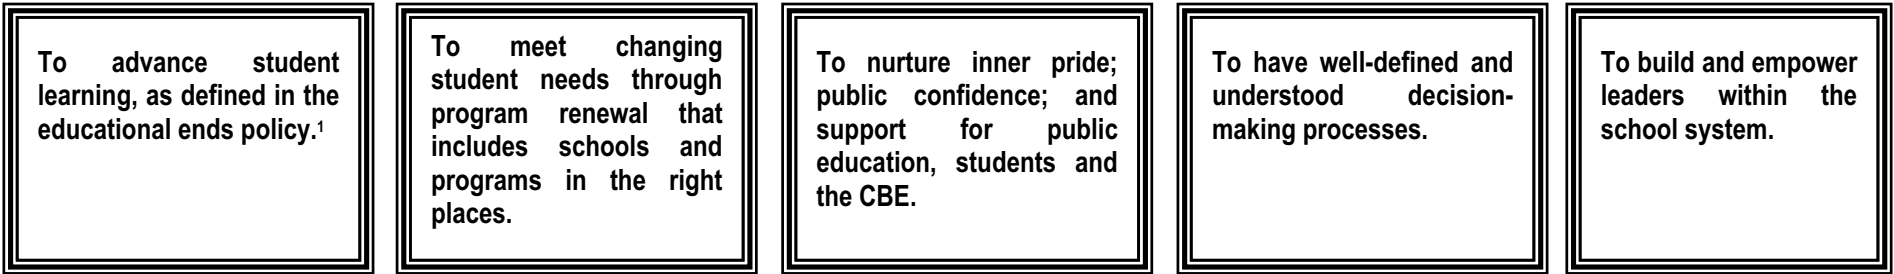 To advance student
learning, as defined in the
educational ends policy.¹
To meet changing
student needs through
program renewal that
includes schools and
programs in the right
places.
To nurture inner pride;
public confidence; and
support for public
education, students and
the CBE.
To have well-defined and
understood decision-
making processes.
To build and empower
leaders within the
school system.